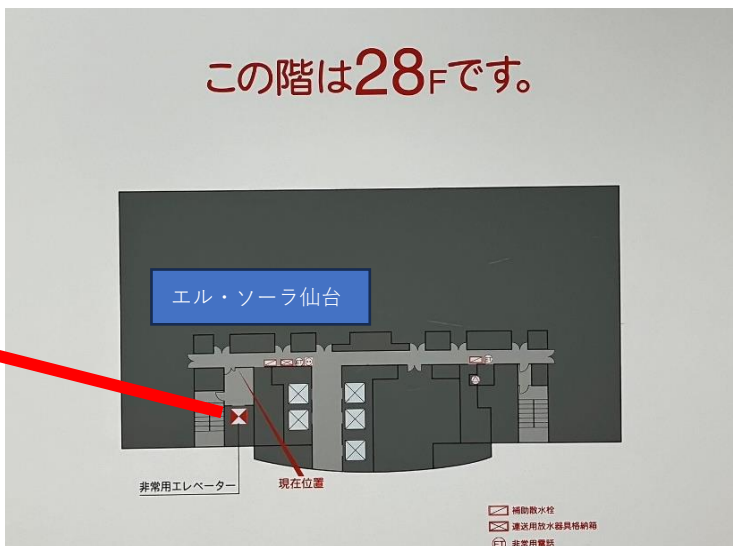 この階は28Fです。
エル・ソーラ仙台
非常用エレベーター
現在位置
補助散水栓
連送用放水器具格納箱
ET 非常用電話